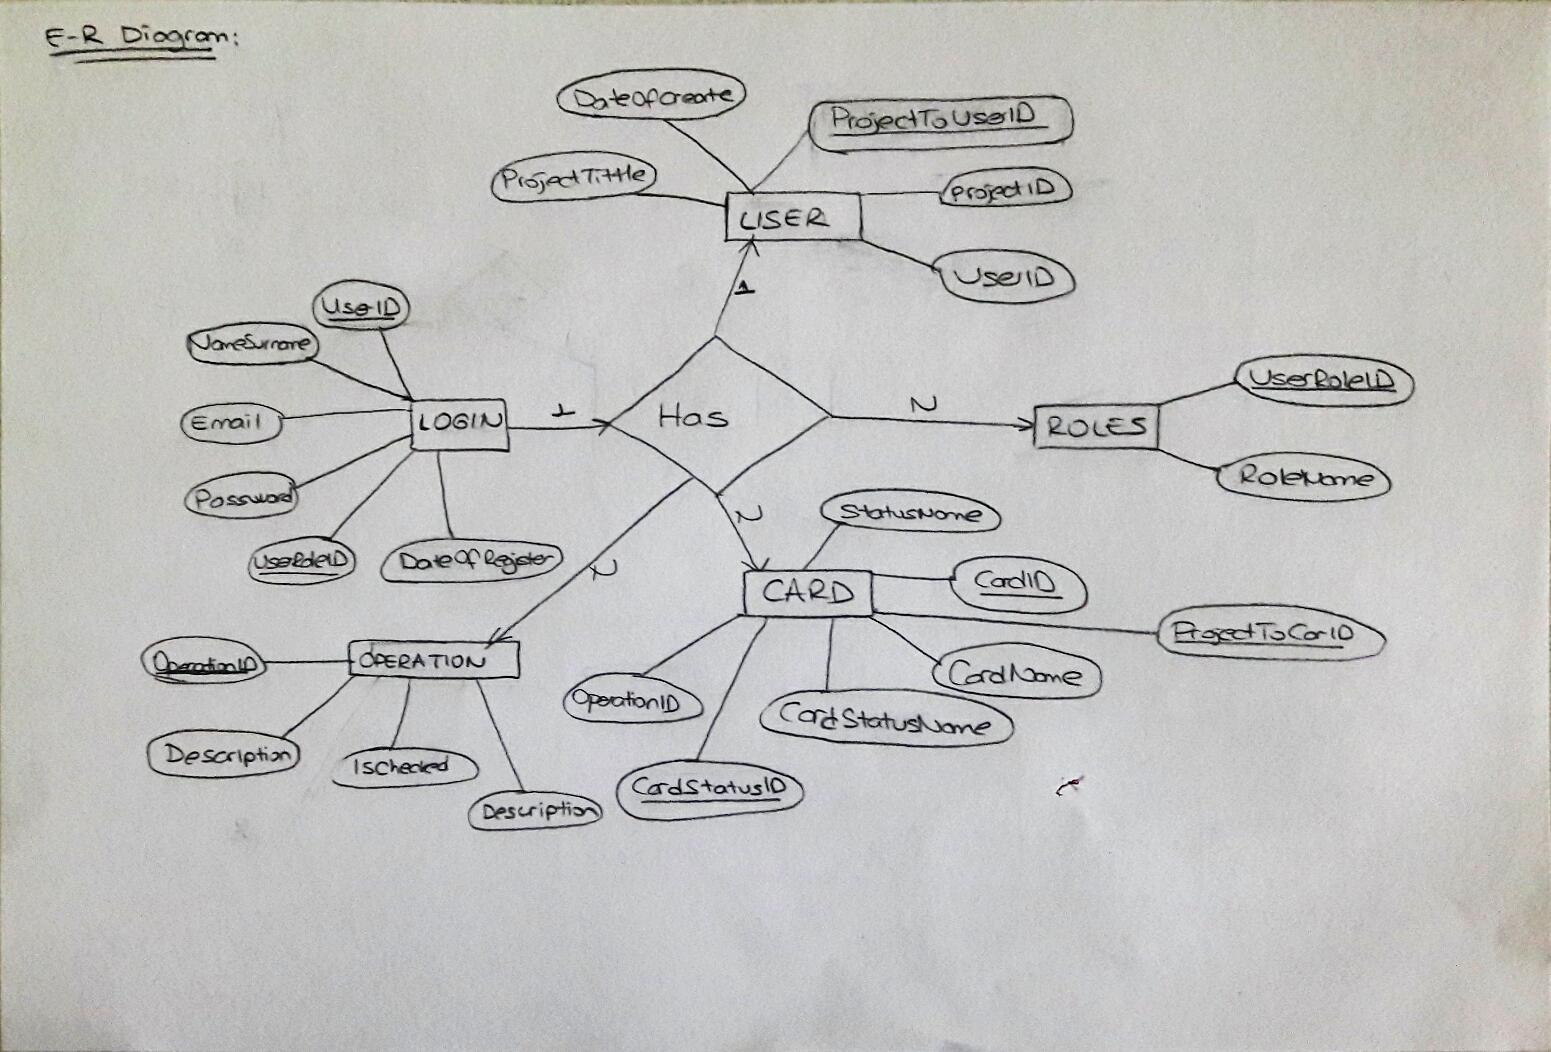 E-R Diagram:
DateOfCreate
ProjectToUserID
ProjectTittle
ProjectID
USER
UserID
1
UserID
NameSurname
UserRoleID
Email
LOGIN
1
Has
N
ROLES
Password
RoleName
N
StatusName
UserRoleID
DateOfRegister
N
CARD
CardID
ProjectToCarID
OperationID
OPERATION
CardName
OperationID
CardStatusName
Description
IsChecked
CardStatusID
Description